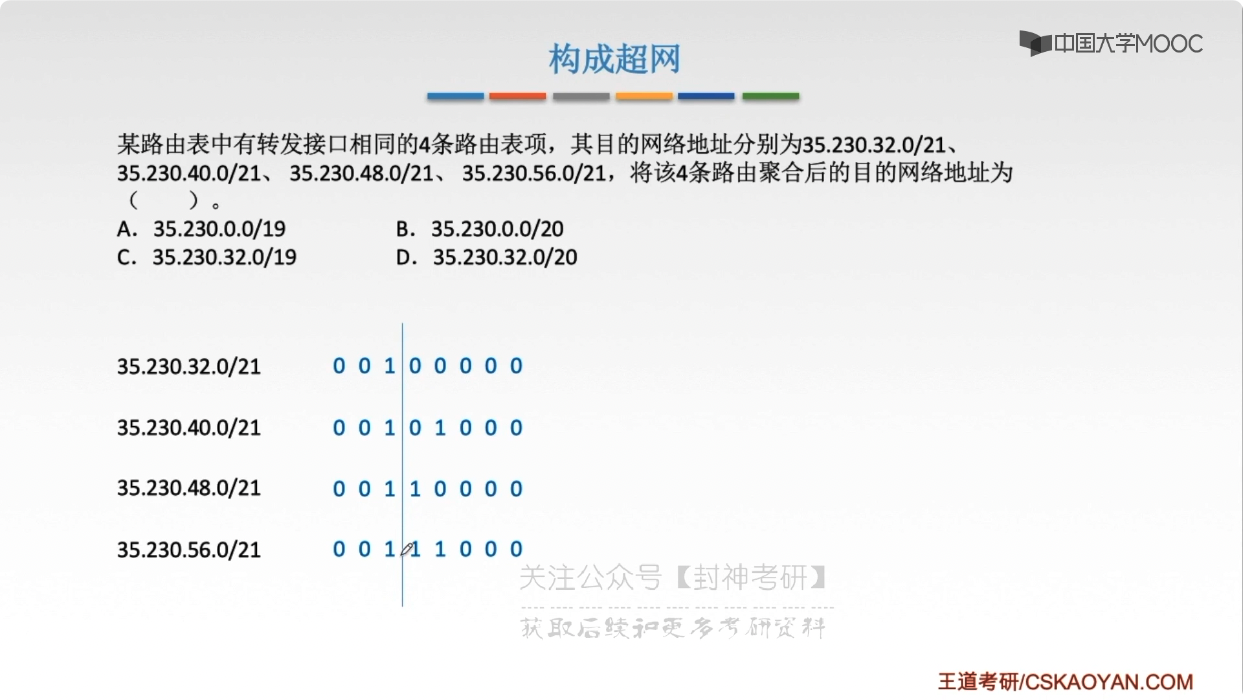 构成超网
中国大学MOOC
某路由表中有转发接口相同的4条路由表项，其目的网络地址分别为35.230.32.0/21、
35.230.40.0/21、 35.230.48.0/21、 35.230.56.0/21，将该4条路由聚合后的目的网络地址为
（　　）。
A．35.230.0.0/19 B．35.230.0.0/20
C．35.230.32.0/19 D．35.230.32.0/20
35.230.32.0/21 0 0 1 0 0 0 0 0
35.230.40.0/21 0 0 1 0 1 0 0 0
35.230.48.0/21 0 0 1 1 0 0 0 0
35.230.56.0/21 0 0 1 1 1 0 0 0
关注公众号【封神考研】
获取后续和更多考研资料
王道考研/CSKAOYAN.COM